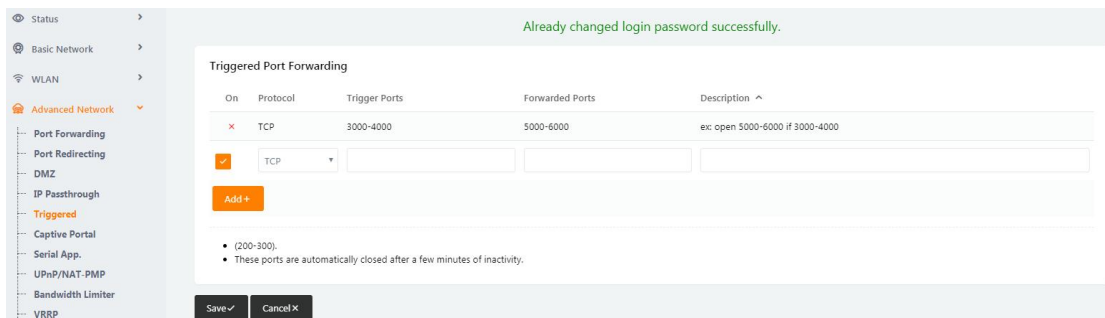 Status
Basic Network
WLAN
Advanced Network
Port Forwarding
Port Redirecting
DMZ
IP Passthrough
Triggered
Captive Portal
Serial App.
UPnP/NAT-PMP
Bandwidth Limiter
VRRP
Already changed login password successfully.
Triggered Port Forwarding
On Protocol Trigger Ports Forwarded Ports Description
TCP 3000-4000 5000-6000 ex: open 5000-6000 if 3000-4000
TCP
Add +
(200-300).
These ports are automatically closed after a few minutes of inactivity.
Save Cancel